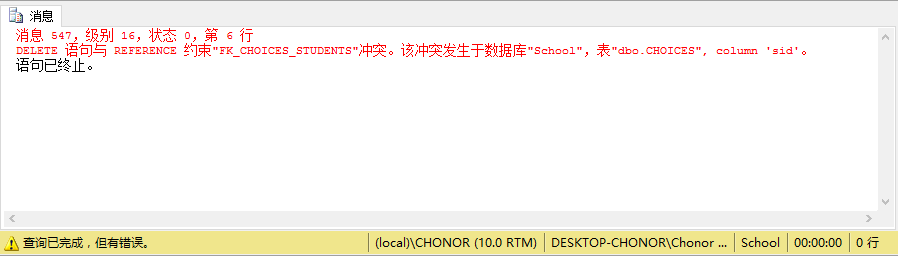 消息
消息 547，级别 16，状态 0，第 6 行
DELETE 语句与 REFERENCE 约束"FK_CHOICES_STUDENTS"冲突。该冲突发生于数据库"School"，表"dbo.CHOICES", column 'sid'。
语句已终止。
查询已完成，但有错误。 (local)\CHONOR (10.0 RTM) DESKTOP-CHONOR\Chonor ... School 00:00:00 0 行